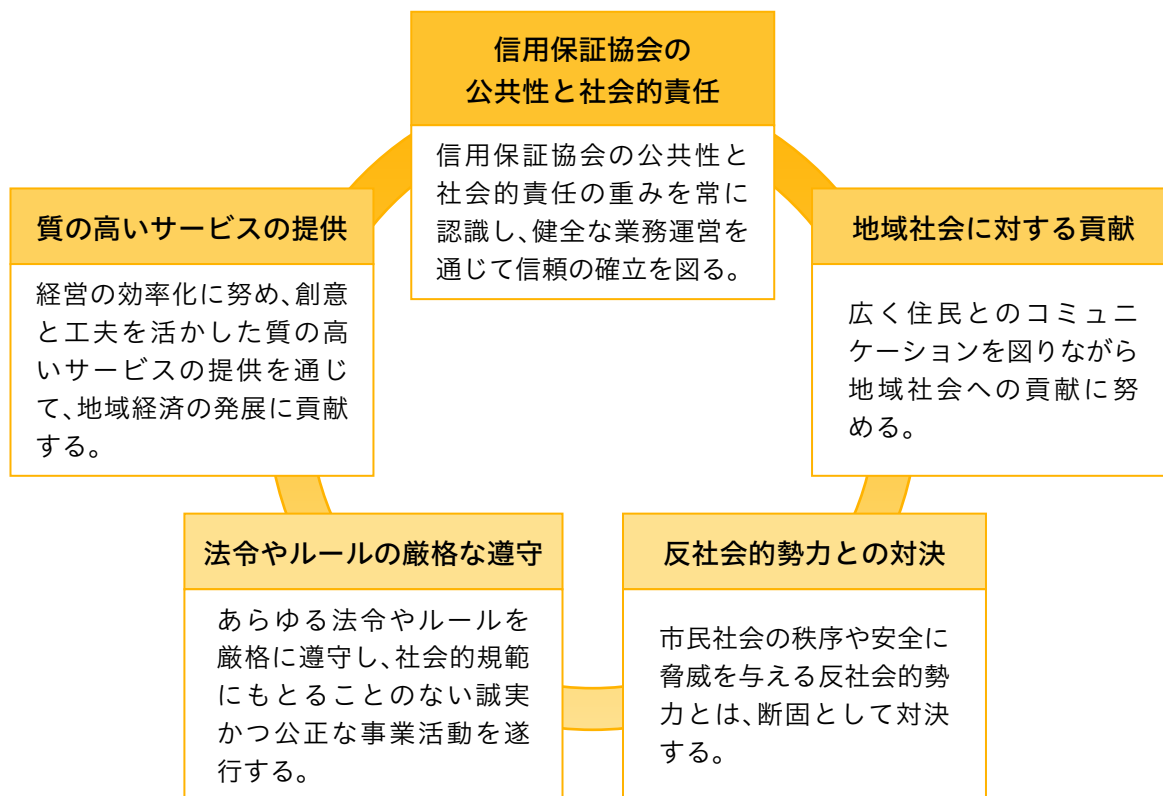 信用保証協会の
公共性と社会的責任
信用保証協会の公共性と
社会的責任の重みを常に
認識し、健全な業務運営を
通じて信頼の確立を図る。
質の高いサービスの提供
経営の効率化に努め、創意
と工夫を活かした質の高
いサービスの提供を通じ
て、地域経済の発展に貢献
する。
地域社会に対する貢献
広く住民とのコミュニ
ケーションを図りながら
地域社会への貢献に努
める。
法令やルールの厳格な遵守
あらゆる法令やルールを
厳格に遵守し、社会的規範
にもとることのない誠実
かつ公正な事業活動を遂
行する。
反社会的勢力との対決
市民社会の秩序や安全に
脅威を与える反社会的勢
力とは、断固として対決
する。